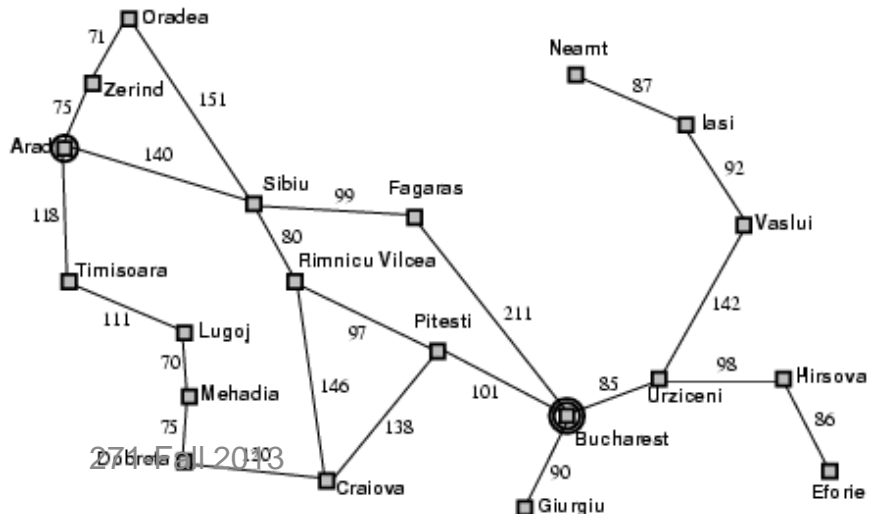 Oradea
71
Neamt
Zerind
87
75
151
Iasi
Arad
140
92
Sibiu
Fagaras
99
118
Vaslui
80
Timisoara
Rimnicu Vilcea
111
Lugoj
97
Pitesti
211
142
70
98
Hirsova
146
85
Mehadia
101
Urziceni
138
86
75
Bucharest
271-Fall 2013
Dobreta
120
90
Craiova
Eforie
Giurgiu